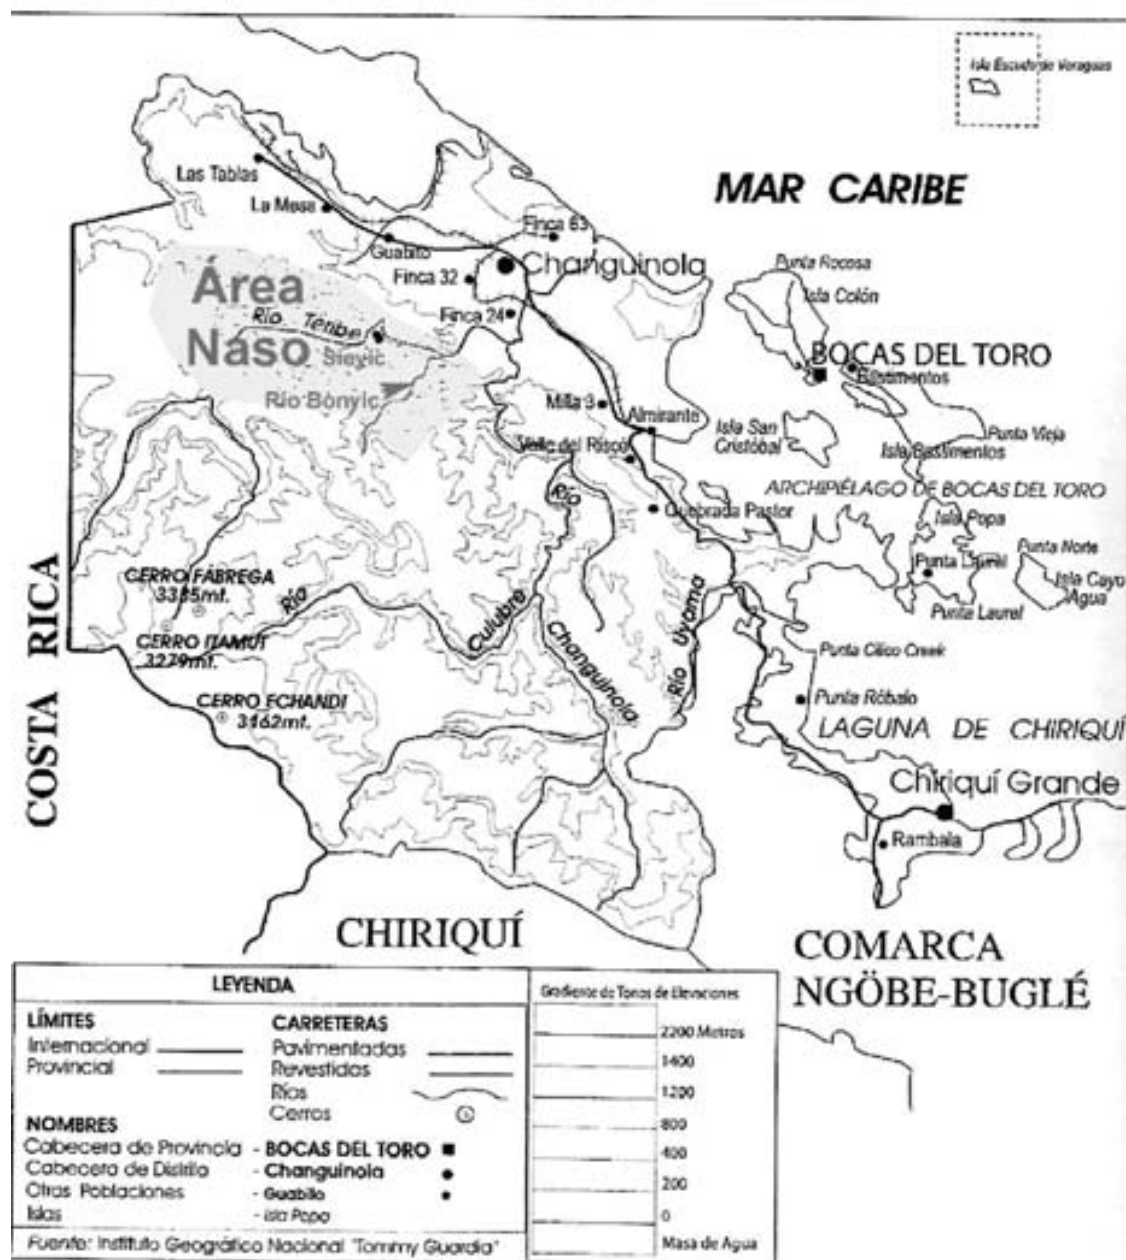 Isla Escudo de Veraguas
MAR CARIBE
Las Tablas
La Mesa
Guabito
Finca 63
Changuinola
Finca 32
Finca 24
Área
Naso
Río Teribe
Sieyic
Río Bonyic
Punta Rocosa
Isla Colón
BOCAS DEL TORO
Bastimentos
Milla 3
Almirante
Isla San
Cristóbal
Punta Vieja
Isla Bastimentos
Valle del Risco
Río
ARCHIPIÉLAGO DE BOCAS DEL TORO
Quebrada Pastor
Isla Popa
Punta Norte
Punta Laurel
Isla Cayo
Agua
Punta Laurel
COSTA RICA
CERRO FÁBREGA
3335mt.
CERRO ITAMUT
3279mt.
CERRO ECHANDI
3162mt.
Río
Culubre
Changuinola
Río Uyama
Punta Róbalo
LAGUNA DE CHIRIQUÍ
Chiriquí Grande
Rambala
CHIRIQUÍ
COMARCA
NGÖBE-BUGLÉ
LEYENDA
LÍMITES
Internacional
Provincial
CARRETERAS
Pavimentadas
Revestidas
Ríos
Cerros
NOMBRES
Cabecera de Provincia - BOCAS DEL TORO
Cabecera de Distrito - Changuinola
Otras Poblaciones - Guabito
Islas - Isla Popa
Fuente: Instituto Geográfico Nacional "Tommy Guardia"
Gradiente de Tonos de Elevaciones
2200 Metros
1400
1200
800
400
200
0
Masa de Agua